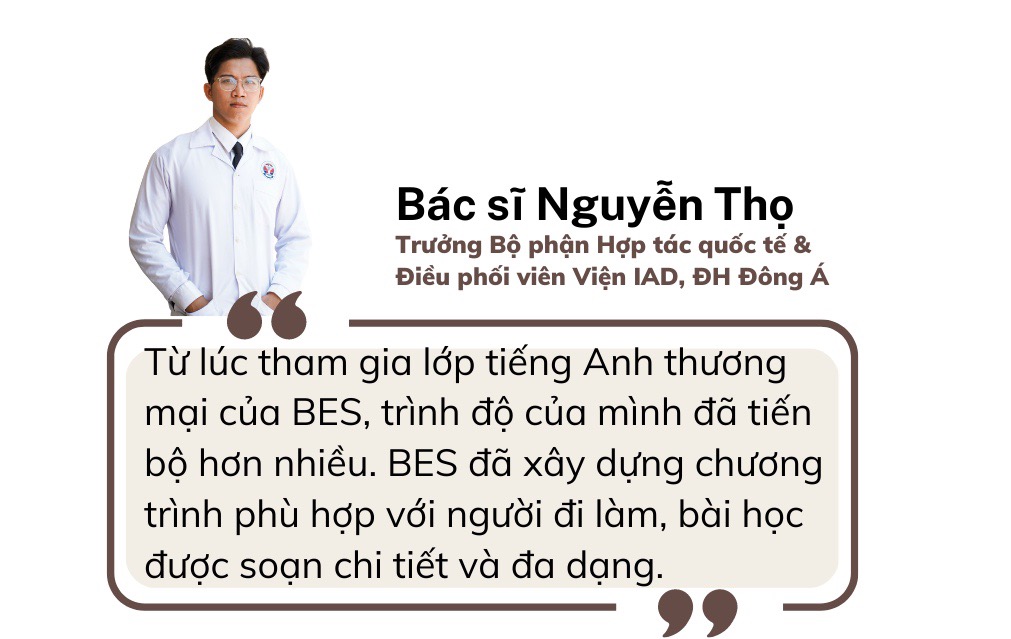 Bác sĩ Nguyễn Thọ
Trưởng Bộ phận Hợp tác quốc tế &
Điều phối viên Viện IAD, ĐH Đông Á
Từ lúc tham gia lớp tiếng Anh thương
mại của BES, trình độ của mình đã tiến
bộ hơn nhiều. BES đã xây dựng chương
trình phù hợp với người đi làm, bài học
được soạn chi tiết và đa dạng.